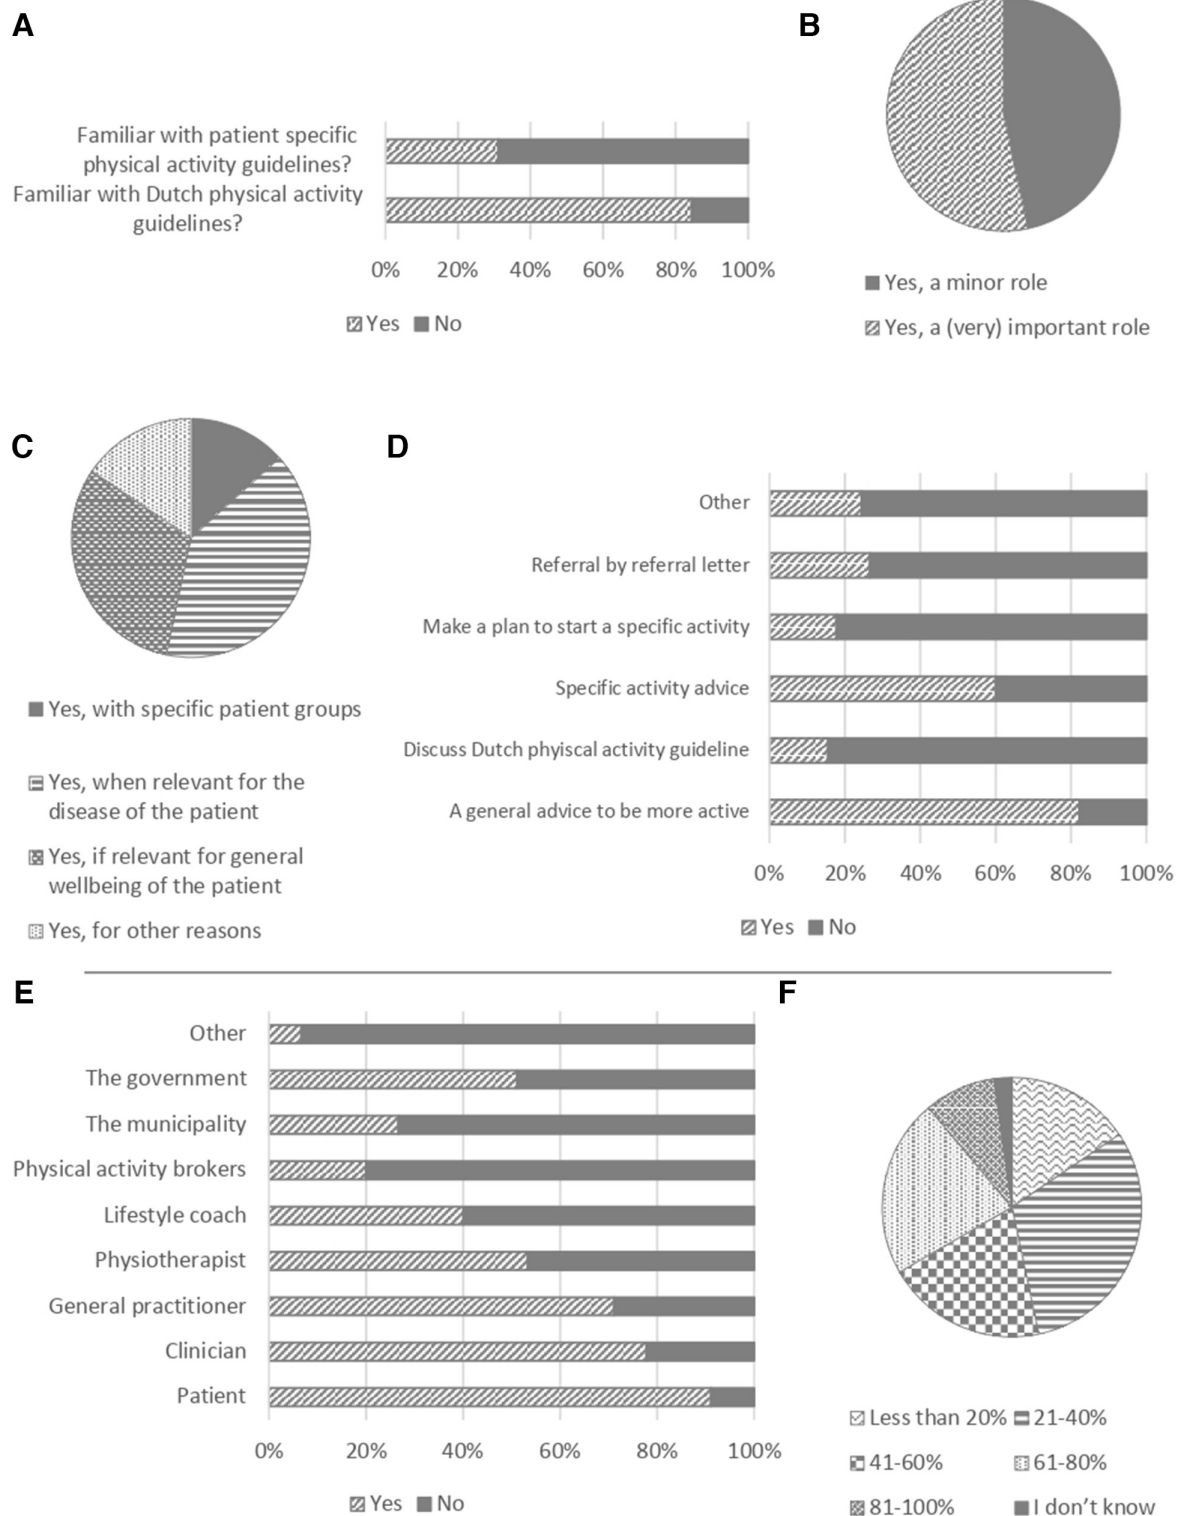 A
B
Familiar with patient specific
physical activity guidelines?
Familiar with Dutch physical activity
guidelines?
0% 20% 40% 60% 80% 100%
Yes No
Yes, a minor role
Yes, a (very) important role
C
D
Yes, with specific patient groups
Yes, when relevant for the
disease of the patient
Yes, if relevant for general
wellbeing of the patient
Yes, for other reasons
Other
Referral by referral letter
Make a plan to start a specific activity
Specific activity advice
Discuss Dutch phyiscal activity guideline
A general advice to be more active
0% 20% 40% 60% 80% 100%
Yes No
E
F
Other
The government
The municipality
Physical activity brokers
Lifestyle coach
Physiotherapist
General practitioner
Clinician
Patient
0% 20% 40% 60% 80% 100%
Yes No
Less than 20% 21-40%
41-60% 61-80%
81-100% I don't know